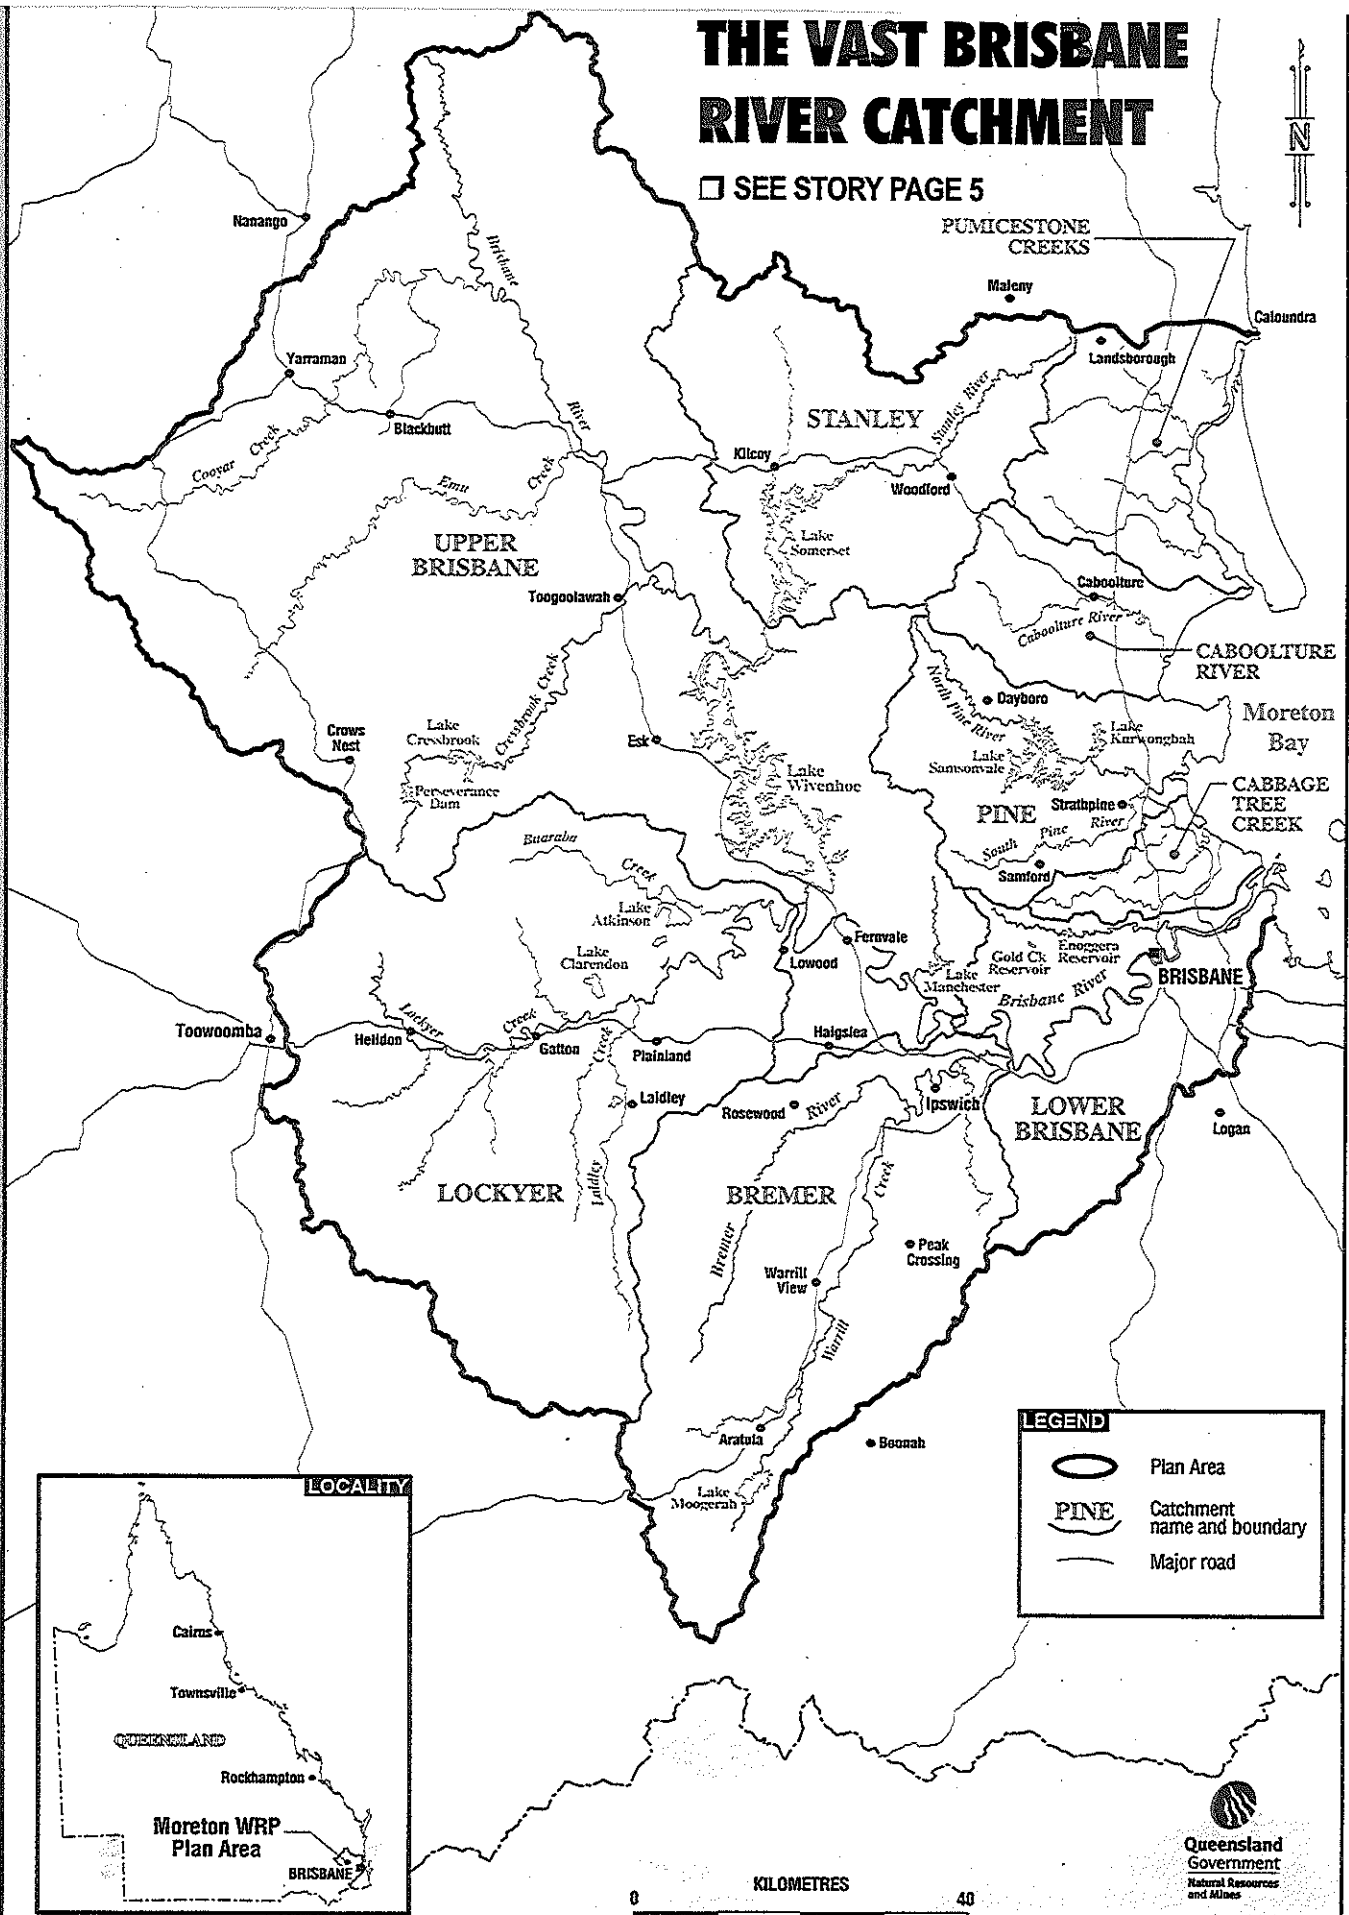 THE VAST BRISBANE
RIVER CATCHMENT
SEE STORY PAGE 5
N
PUMICESTONE
CREEKS
Nanango
Brisbane
Maleny
Caloundra
Landsborough
Yarraman
River
Stanley River
STANLEY
Blackbutt
Cooyar Creek
Kilcoy
Emu Creek
Woodford
UPPER
BRISBANE
Lake
Somerset
Toogoolawah
Caboolture
Caboolture River
CABOOLTURE
RIVER
North Pine River
Dayboro
Moreton
Bay
Cressbrook Creek
Crows
Nest
Lake
Cressbrook
Esk
Lake
Kurwongbah
Lake
Samsonvale
Lake
Wivenhoe
Perseverance
Dam
CABBAGE
TREE
CREEK
Strathpine
PINE
South Pine River
Samford
Buaraba Creek
Lake
Atkinson
Fernvale
Lake
Clarendon
Lowood
Enoggera
Reservoir
Gold Ck
Reservoir
Lake
Manchester
Brisbane River
BRISBANE
Toowoomba
Helidon
Lockyer Creek
Gatton
Plainland
Haigslea
Laidley
Rosewood
Ipswich
LOWER
BRISBANE
Logan
LOCKYER
Laidley Creek
BREMER
Bremer River
Peak
Crossing
Warrill
View
Warrill Creek
Aratula
Boonah
Lake
Moogerah
LEGEND
Plan Area
PINE
Catchment
name and boundary
Major road
LOCALITY
Cairns
Townsville
QUEENSLAND
Rockhampton
Moreton WRP
Plan Area
BRISBANE
KILOMETRES
0
40
Queensland
Government
Natural Resources
and Mines